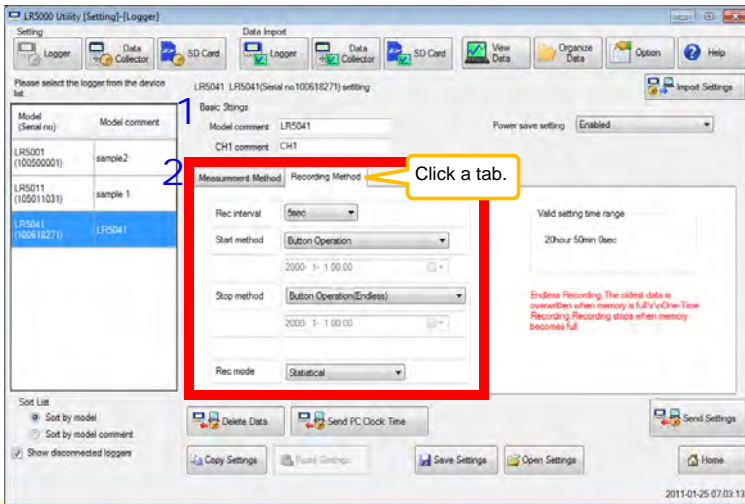 LR5000 Utility [Setting]-[Logger]
Setting
Data Import
Logger
Data Collector
SD Card
Logger
Data Collector
SD Card
View Data
Organize Data
Option
Help
Please select the logger from the device list
LR5041 LR5041(Serial no100618271) settting
Import Settings
1
Basic Sttings
Model (Serial no)
Model comment
Model comment LR5041
Power save setting Enabled
CH1 comment CH1
LR5001 (100500001)
sample2
LR5011 (105011031)
sample 1
LR5041 (100618271)
LR5041
2
Measurement Method
Recording Method
Click a tab.
Rec interval 5sec
Start method Button Operation
2000- 1- 1 00:00
Stop method Button Operation(Endless)
2000- 1- 1 00:00
Rec mode Statistical
Valid setting time range
20hour 50min 0sec
Endless Recording: The oldest data is
overwritten when memory is full\r\nOne-Time
Recording: Recording stops when memory
becomes full
Sort List
Sort by model
Sort by model comment
Show disconnected loggers
Delete Data
Send PC Clock Time
Send Settings
Copy Settings
Paste Settings
Save Settings
Open Settings
Home
2011-01-25 07:03:13